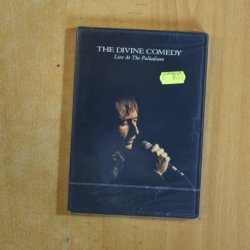 THE DIVINE COMEDY
Live At The Palladium